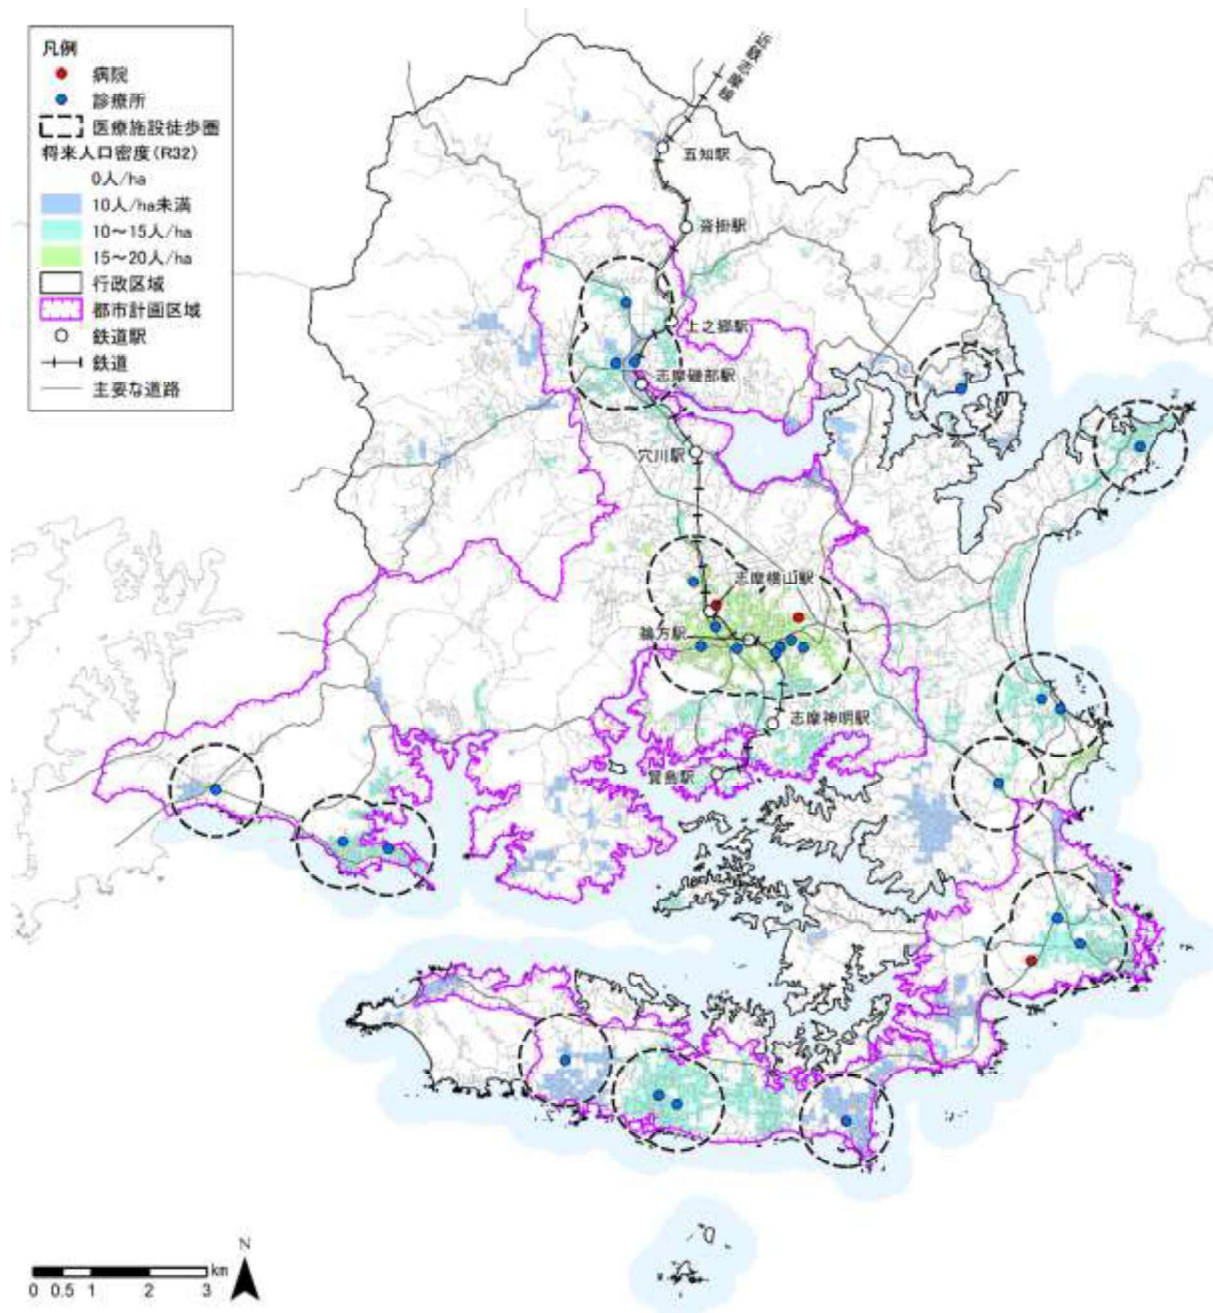 凡例
病院
診療所
医療施設徒歩圏
将来人口密度(R32)
0人/ha
10人/ha未満
10～15人/ha
15～20人/ha
行政区域
都市計画区域
鉄道駅
鉄道
主要な道路
近鉄志摩線
五知駅
沓掛駅
上之郷駅
志摩磯部駅
穴川駅
志摩横山駅
鵜方駅
志摩神明駅
賢島駅
N
km
0 0.5 1 2 3